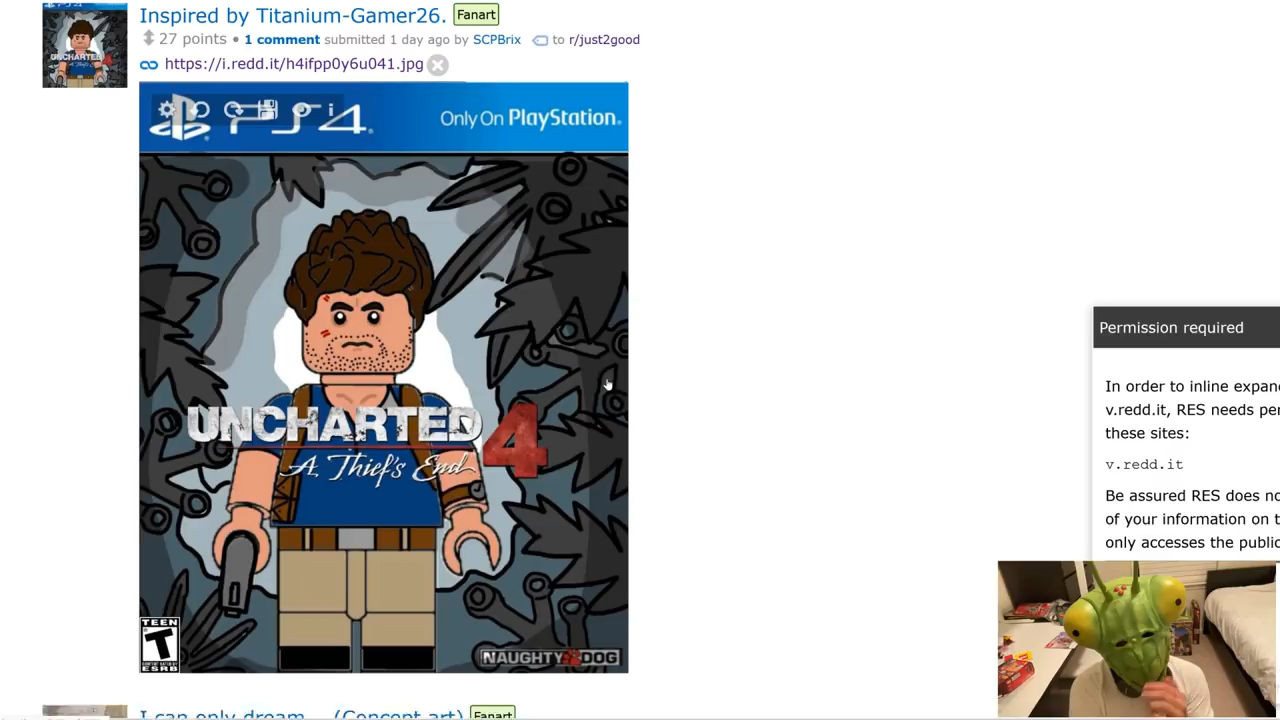 Inspired by Titanium-Gamer26. Fanart
27 points • 1 comment submitted 1 day ago by SCPBrix to r/just2good
https://i.redd.it/h4ifpp0y6u041.jpg
PS4 Only On PlayStation.
UNCHARTED 4
A Thief's End
Permission required
In order to inline expand
v.redd.it, RES needs
these sites:
v.redd.it
Be assured RES does
of your information on
only accesses the public
TEEN
T
ESRB
NAUGHTY DOG
I can only dream... (Concept art) Fanart